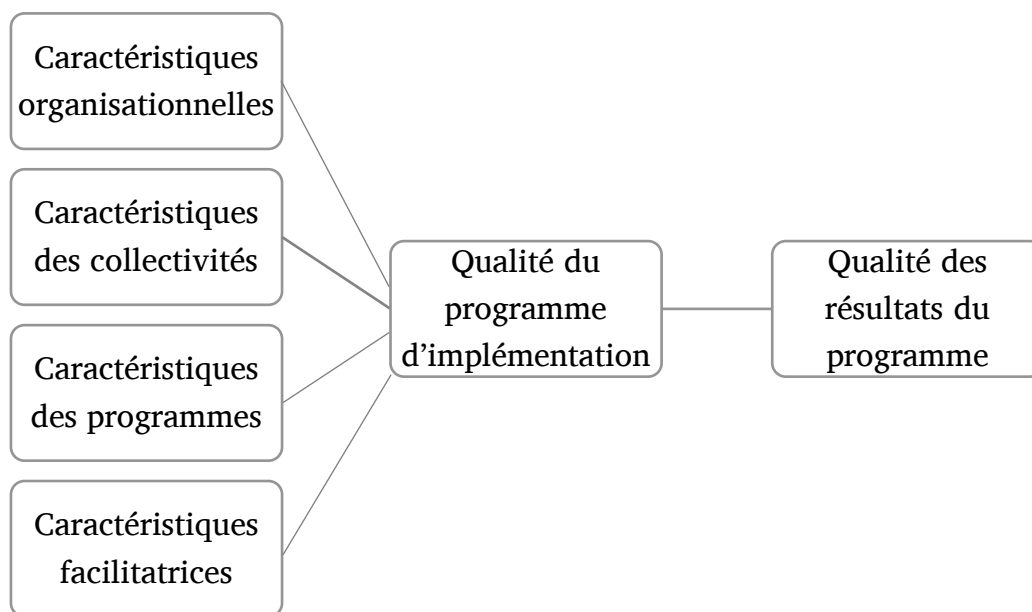 Caractéristiques
organisationnelles
Caractéristiques
des collectivités
Caractéristiques
des programmes
Caractéristiques
facilitatrices
Qualité du
programme
d’implémentation
Qualité des
résultats du
programme